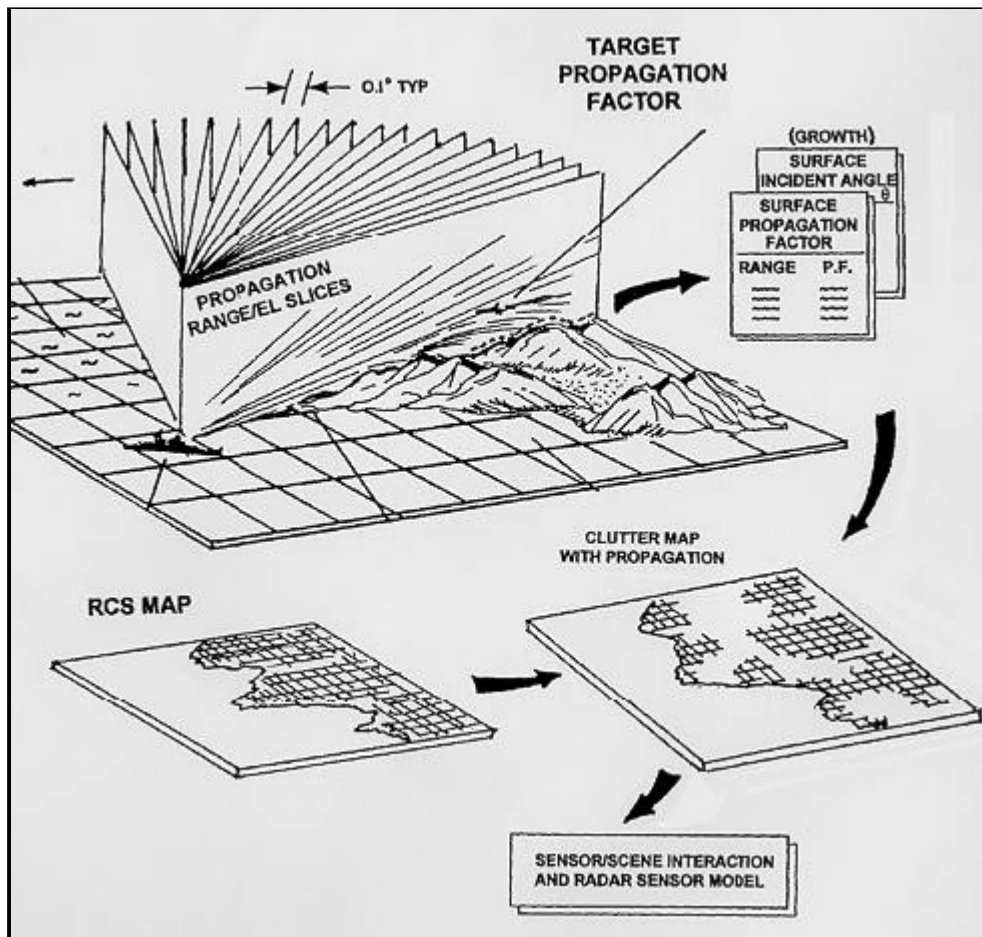 TARGET
PROPAGATION
FACTOR
0.1° TYP
(GROWTH)
SURFACE
INCIDENT ANGLE
θ
SURFACE
PROPAGATION
FACTOR
RANGE P.F.
PROPAGATION
RANGE/EL SLICES
CLUTTER MAP
WITH PROPAGATION
RCS MAP
SENSOR/SCENE INTERACTION
AND RADAR SENSOR MODEL